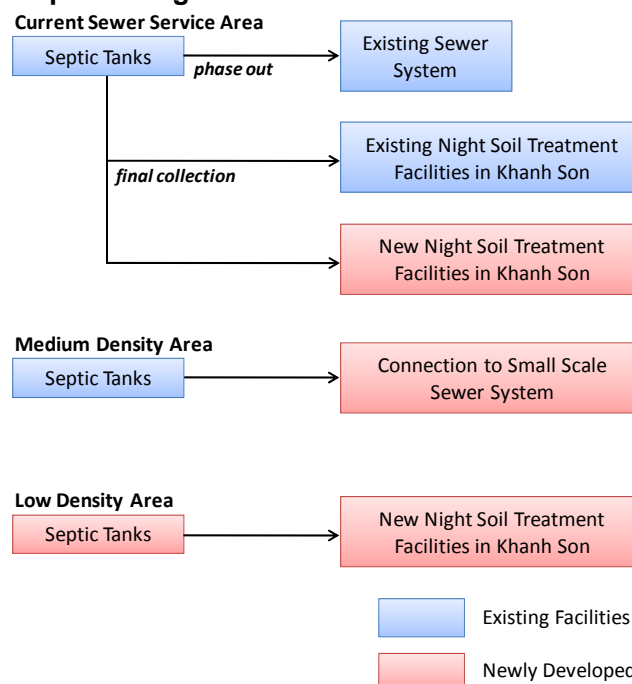 Current Sewer Service Area
Septic Tanks
phase out
Existing Sewer
System
final collection
Existing Night Soil Treatment
Facilities in Khanh Son
New Night Soil Treatment
Facilities in Khanh Son
Medium Density Area
Septic Tanks
Connection to Small Scale
Sewer System
Low Density Area
Septic Tanks
New Night Soil Treatment
Facilities in Khanh Son
Existing Facilities
Newly Developed